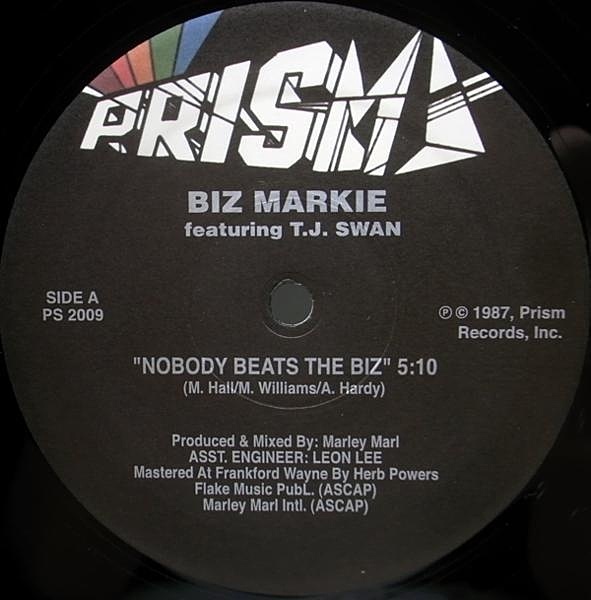 PRISM
BIZ MARKIE
featuring T.J. SWAN
SIDE A
PS 2009
℗ © 1987, Prism
Records, Inc.
"NOBODY BEATS THE BIZ" 5:10
(M. Hall/M. Williams/A. Hardy)
Produced & Mixed By: Marley Marl
ASST. ENGINEER: LEON LEE
Mastered At Frankford Wayne By Herb Powers
Flake Music PubL. (ASCAP)
Marley Marl Intl. (ASCAP)